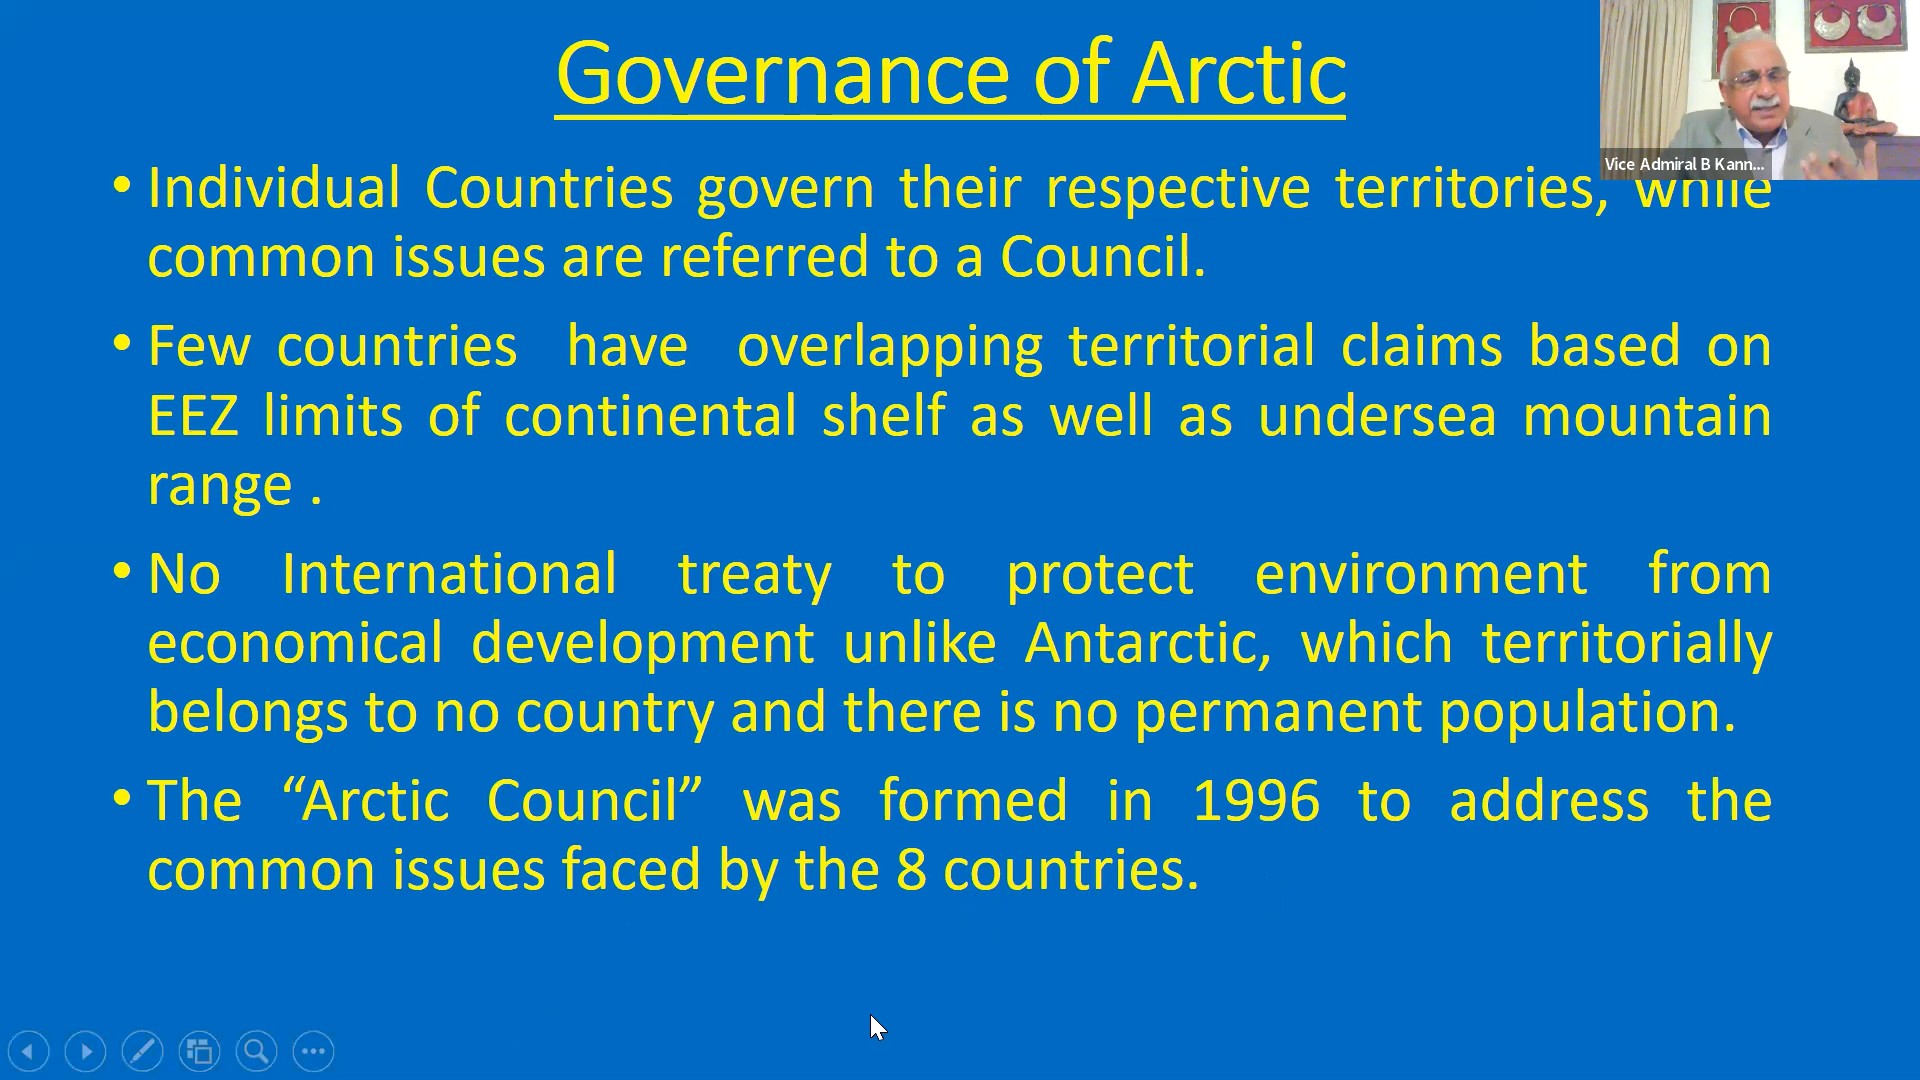 Governance of Arctic
Vice Admiral B Kann...
• Individual Countries govern their respective territories, while
common issues are referred to a Council.
• Few countries have overlapping territorial claims based on
EEZ limits of continental shelf as well as undersea mountain
range .
• No International treaty to protect environment from
economical development unlike Antarctic, which territorially
belongs to no country and there is no permanent population.
• The “Arctic Council” was formed in 1996 to address the
common issues faced by the 8 countries.